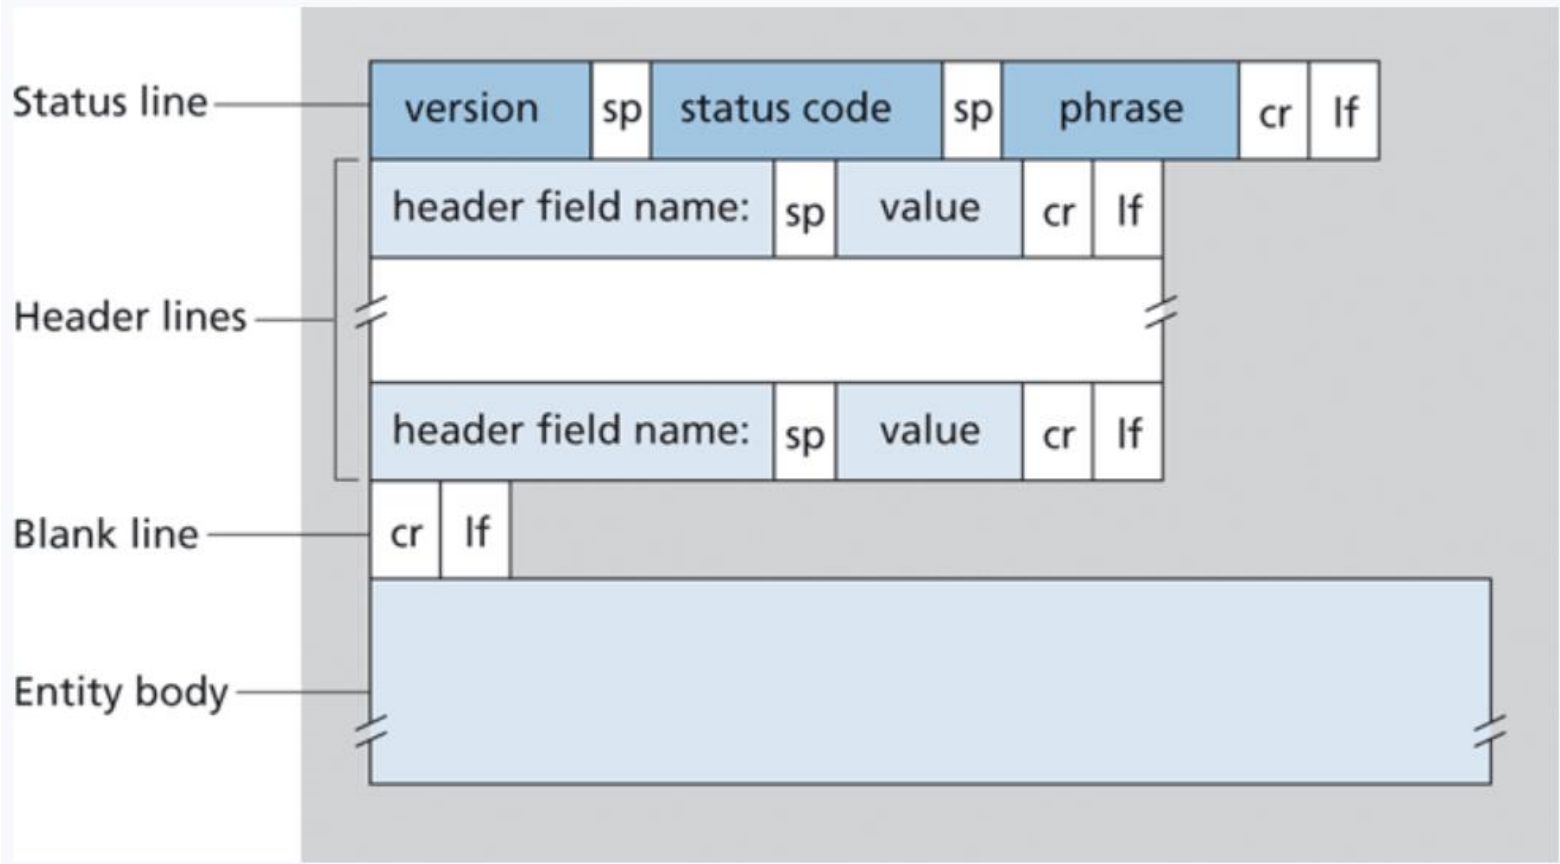 Status line version sp status code sp phrase cr lf
header field name: sp value cr lf
Header lines
header field name: sp value cr lf
Blank line cr lf
Entity body